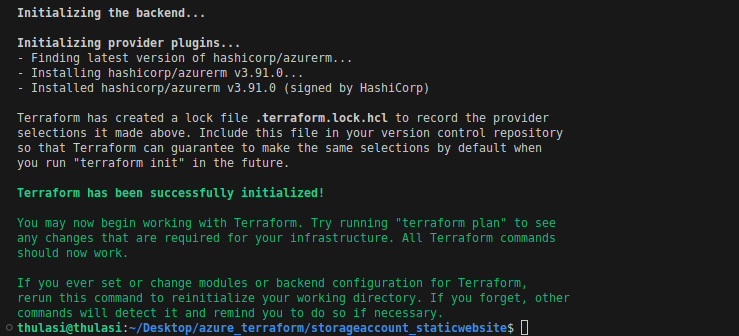 Initializing the backend...
Initializing provider plugins...
- Finding latest version of hashicorp/azurerm...
- Installing hashicorp/azurerm v3.91.0...
- Installed hashicorp/azurerm v3.91.0 (signed by HashiCorp)
Terraform has created a lock file .terraform.lock.hcl to record the provider
selections it made above. Include this file in your version control repository
so that Terraform can guarantee to make the same selections by default when
you run "terraform init" in the future.
Terraform has been successfully initialized!
You may now begin working with Terraform. Try running "terraform plan" to see
any changes that are required for your infrastructure. All Terraform commands
should now work.
If you ever set or change modules or backend configuration for Terraform,
rerun this command to reinitialize your working directory. If you forget, other
commands will detect it and remind you to do so if necessary.
thulasi@thulasi:~/Desktop/azure_terraform/storageaccount_staticwebsite$